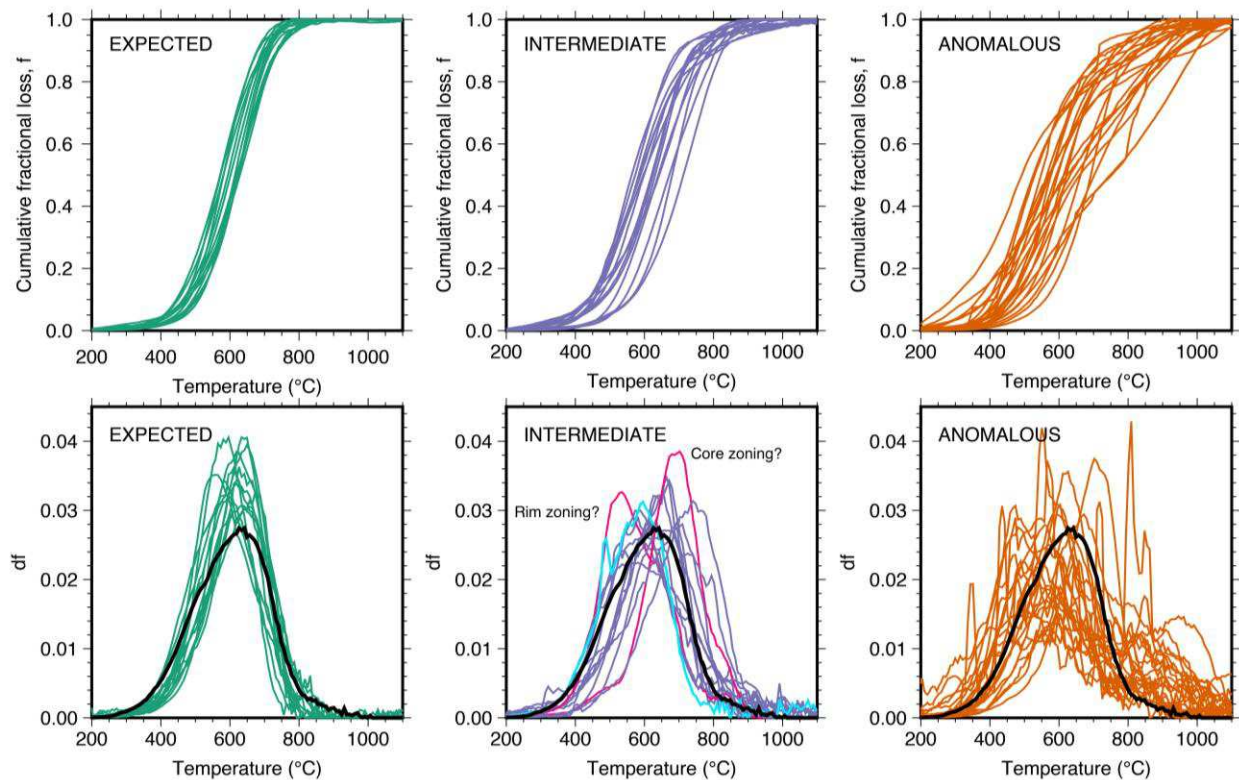 EXPECTED
Cumulative fractional loss, f
1.0
0.8
0.6
0.4
0.2
0.0
200 400 600 800 1000
Temperature (°C)
INTERMEDIATE
Cumulative fractional loss, f
1.0
0.8
0.6
0.4
0.2
0.0
200 400 600 800 1000
Temperature (°C)
ANOMALOUS
Cumulative fractional loss, f
1.0
0.8
0.6
0.4
0.2
0.0
200 400 600 800 1000
Temperature (°C)
EXPECTED
df
0.04
0.03
0.02
0.01
0.00
200 400 600 800 1000
Temperature (°C)
INTERMEDIATE
Core zoning?
Rim zoning?
df
0.04
0.03
0.02
0.01
0.00
200 400 600 800 1000
Temperature (°C)
ANOMALOUS
df
0.04
0.03
0.02
0.01
0.00
200 400 600 800 1000
Temperature (°C)